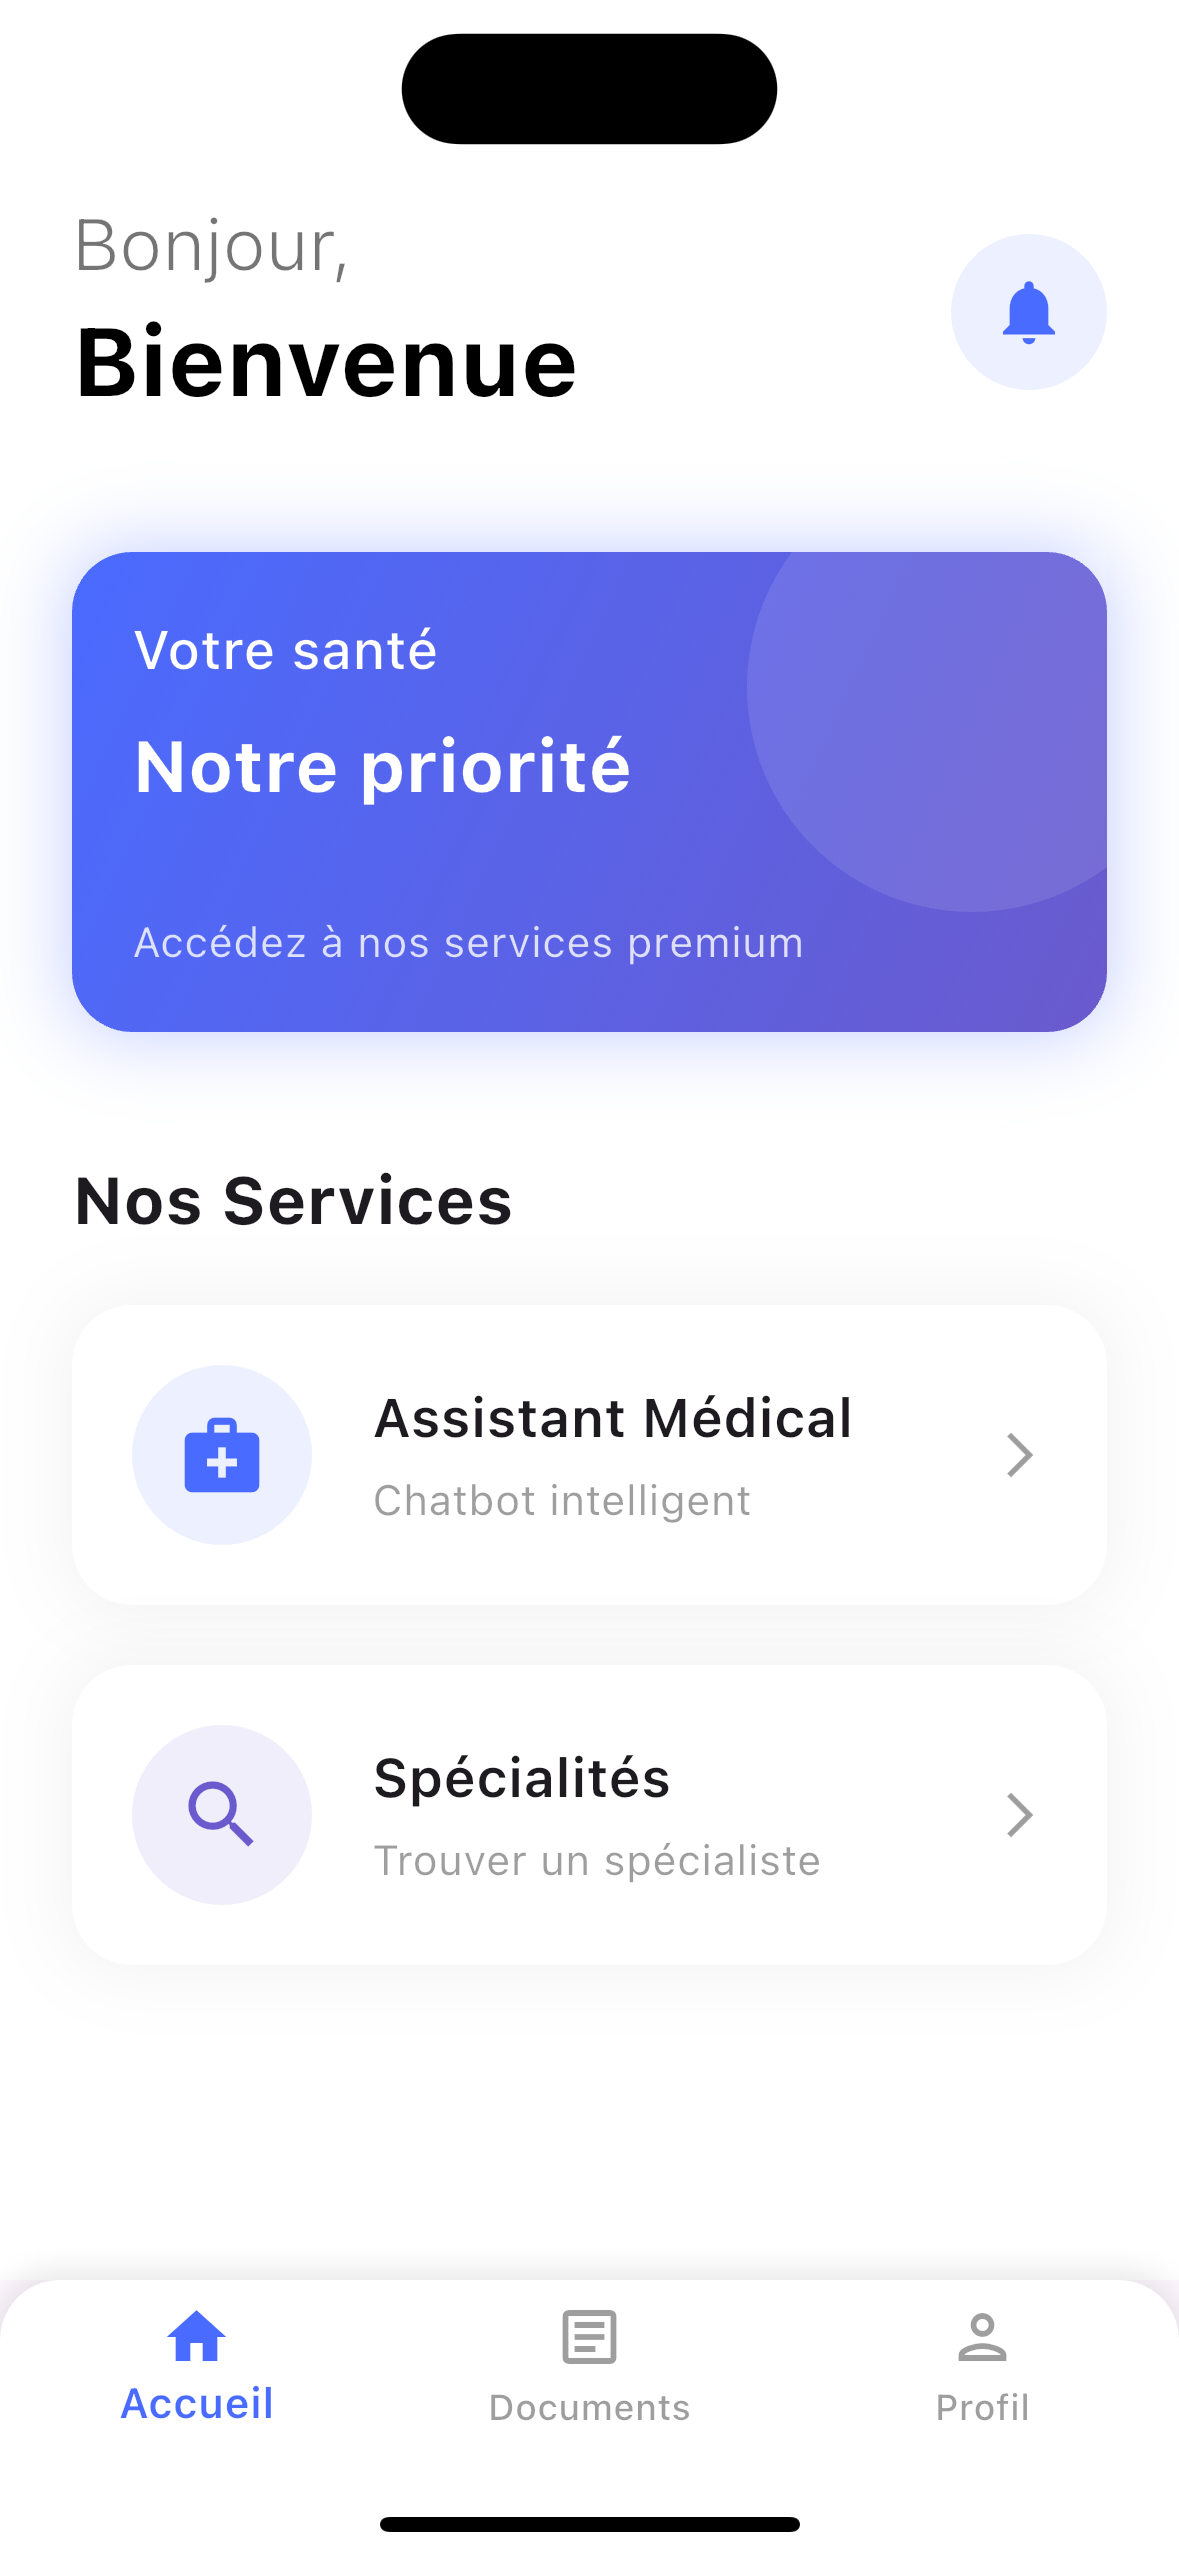 Bonjour,
Bienvenue
Votre santé
Notre priorité
Accédez à nos services premium
Nos Services
Assistant Médical
Chatbot intelligent
Spécialités
Trouver un spécialiste
Accueil
Documents
Profil